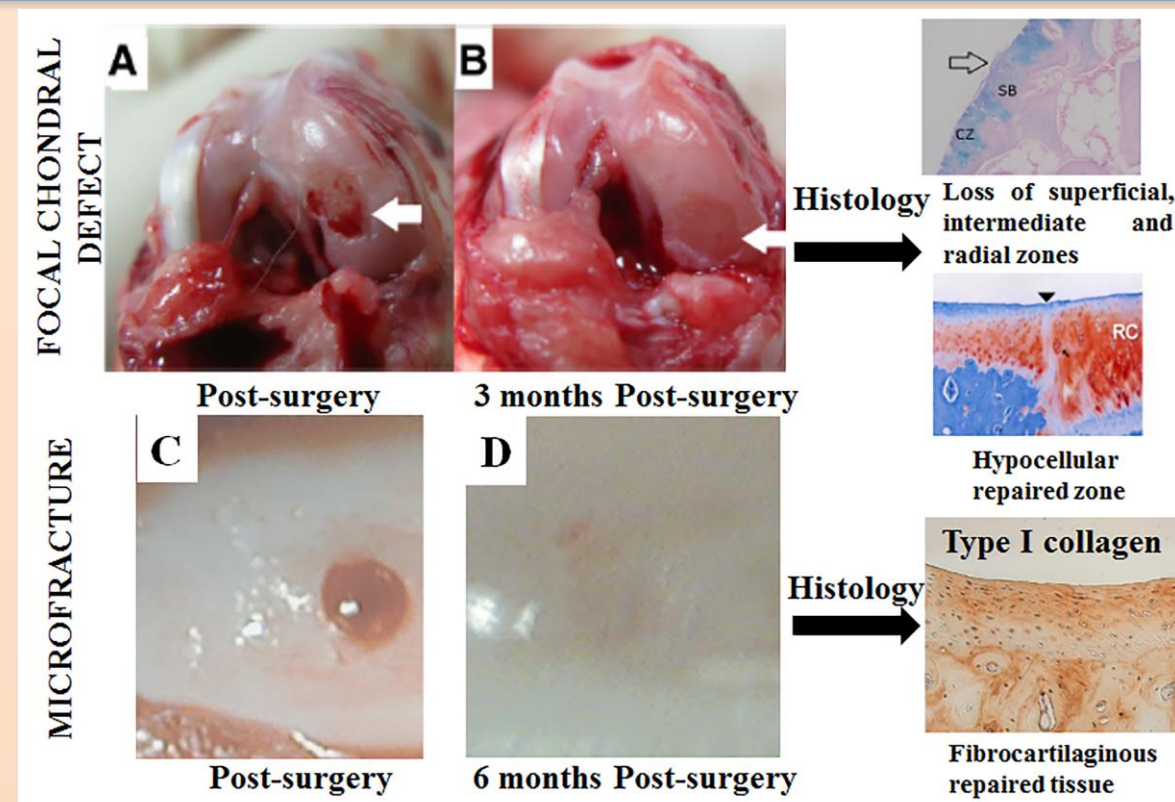 FOCAL CHONDRAL
DEFECT
A
B
Post-surgery
3 months Post-surgery
Histology
SB
CZ
Loss of superficial,
intermediate and
radial zones
RC
Hypocellular
repaired zone
MICROFRACTURE
C
D
Post-surgery
6 months Post-surgery
Histology
Type I collagen
Fibrocartilaginous
repaired tissue